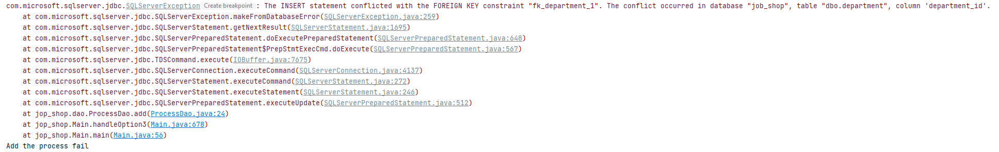 com.microsoft.sqlserver.jdbc.SQLServerException Create breakpoint : The INSERT statement conflicted with the FOREIGN KEY constraint "fk_department_1". The conflict occurred in database "job_shop", table "dbo.department", column 'department_id'.
at com.microsoft.sqlserver.jdbc.SQLServerException.makeFromDatabaseError(SQLServerException.java:259)
at com.microsoft.sqlserver.jdbc.SQLServerStatement.getNextResult(SQLServerStatement.java:1695)
at com.microsoft.sqlserver.jdbc.SQLServerPreparedStatement.doExecutePreparedStatement(SQLServerPreparedStatement.java:648)
at com.microsoft.sqlserver.jdbc.SQLServerPreparedStatement$PrepStmtExecCmd.doExecute(SQLServerPreparedStatement.java:567)
at com.microsoft.sqlserver.jdbc.TDSCommand.execute(IOBuffer.java:7675)
at com.microsoft.sqlserver.jdbc.SQLServerConnection.executeCommand(SQLServerConnection.java:4137)
at com.microsoft.sqlserver.jdbc.SQLServerStatement.executeCommand(SQLServerStatement.java:272)
at com.microsoft.sqlserver.jdbc.SQLServerStatement.executeStatement(SQLServerStatement.java:246)
at com.microsoft.sqlserver.jdbc.SQLServerPreparedStatement.executeUpdate(SQLServerPreparedStatement.java:512)
at jop_shop.dao.ProcessDao.add(ProcessDao.java:24)
at jop_shop.Main.handleOption3(Main.java:678)
at jop_shop.Main.main(Main.java:56)
Add the process fail